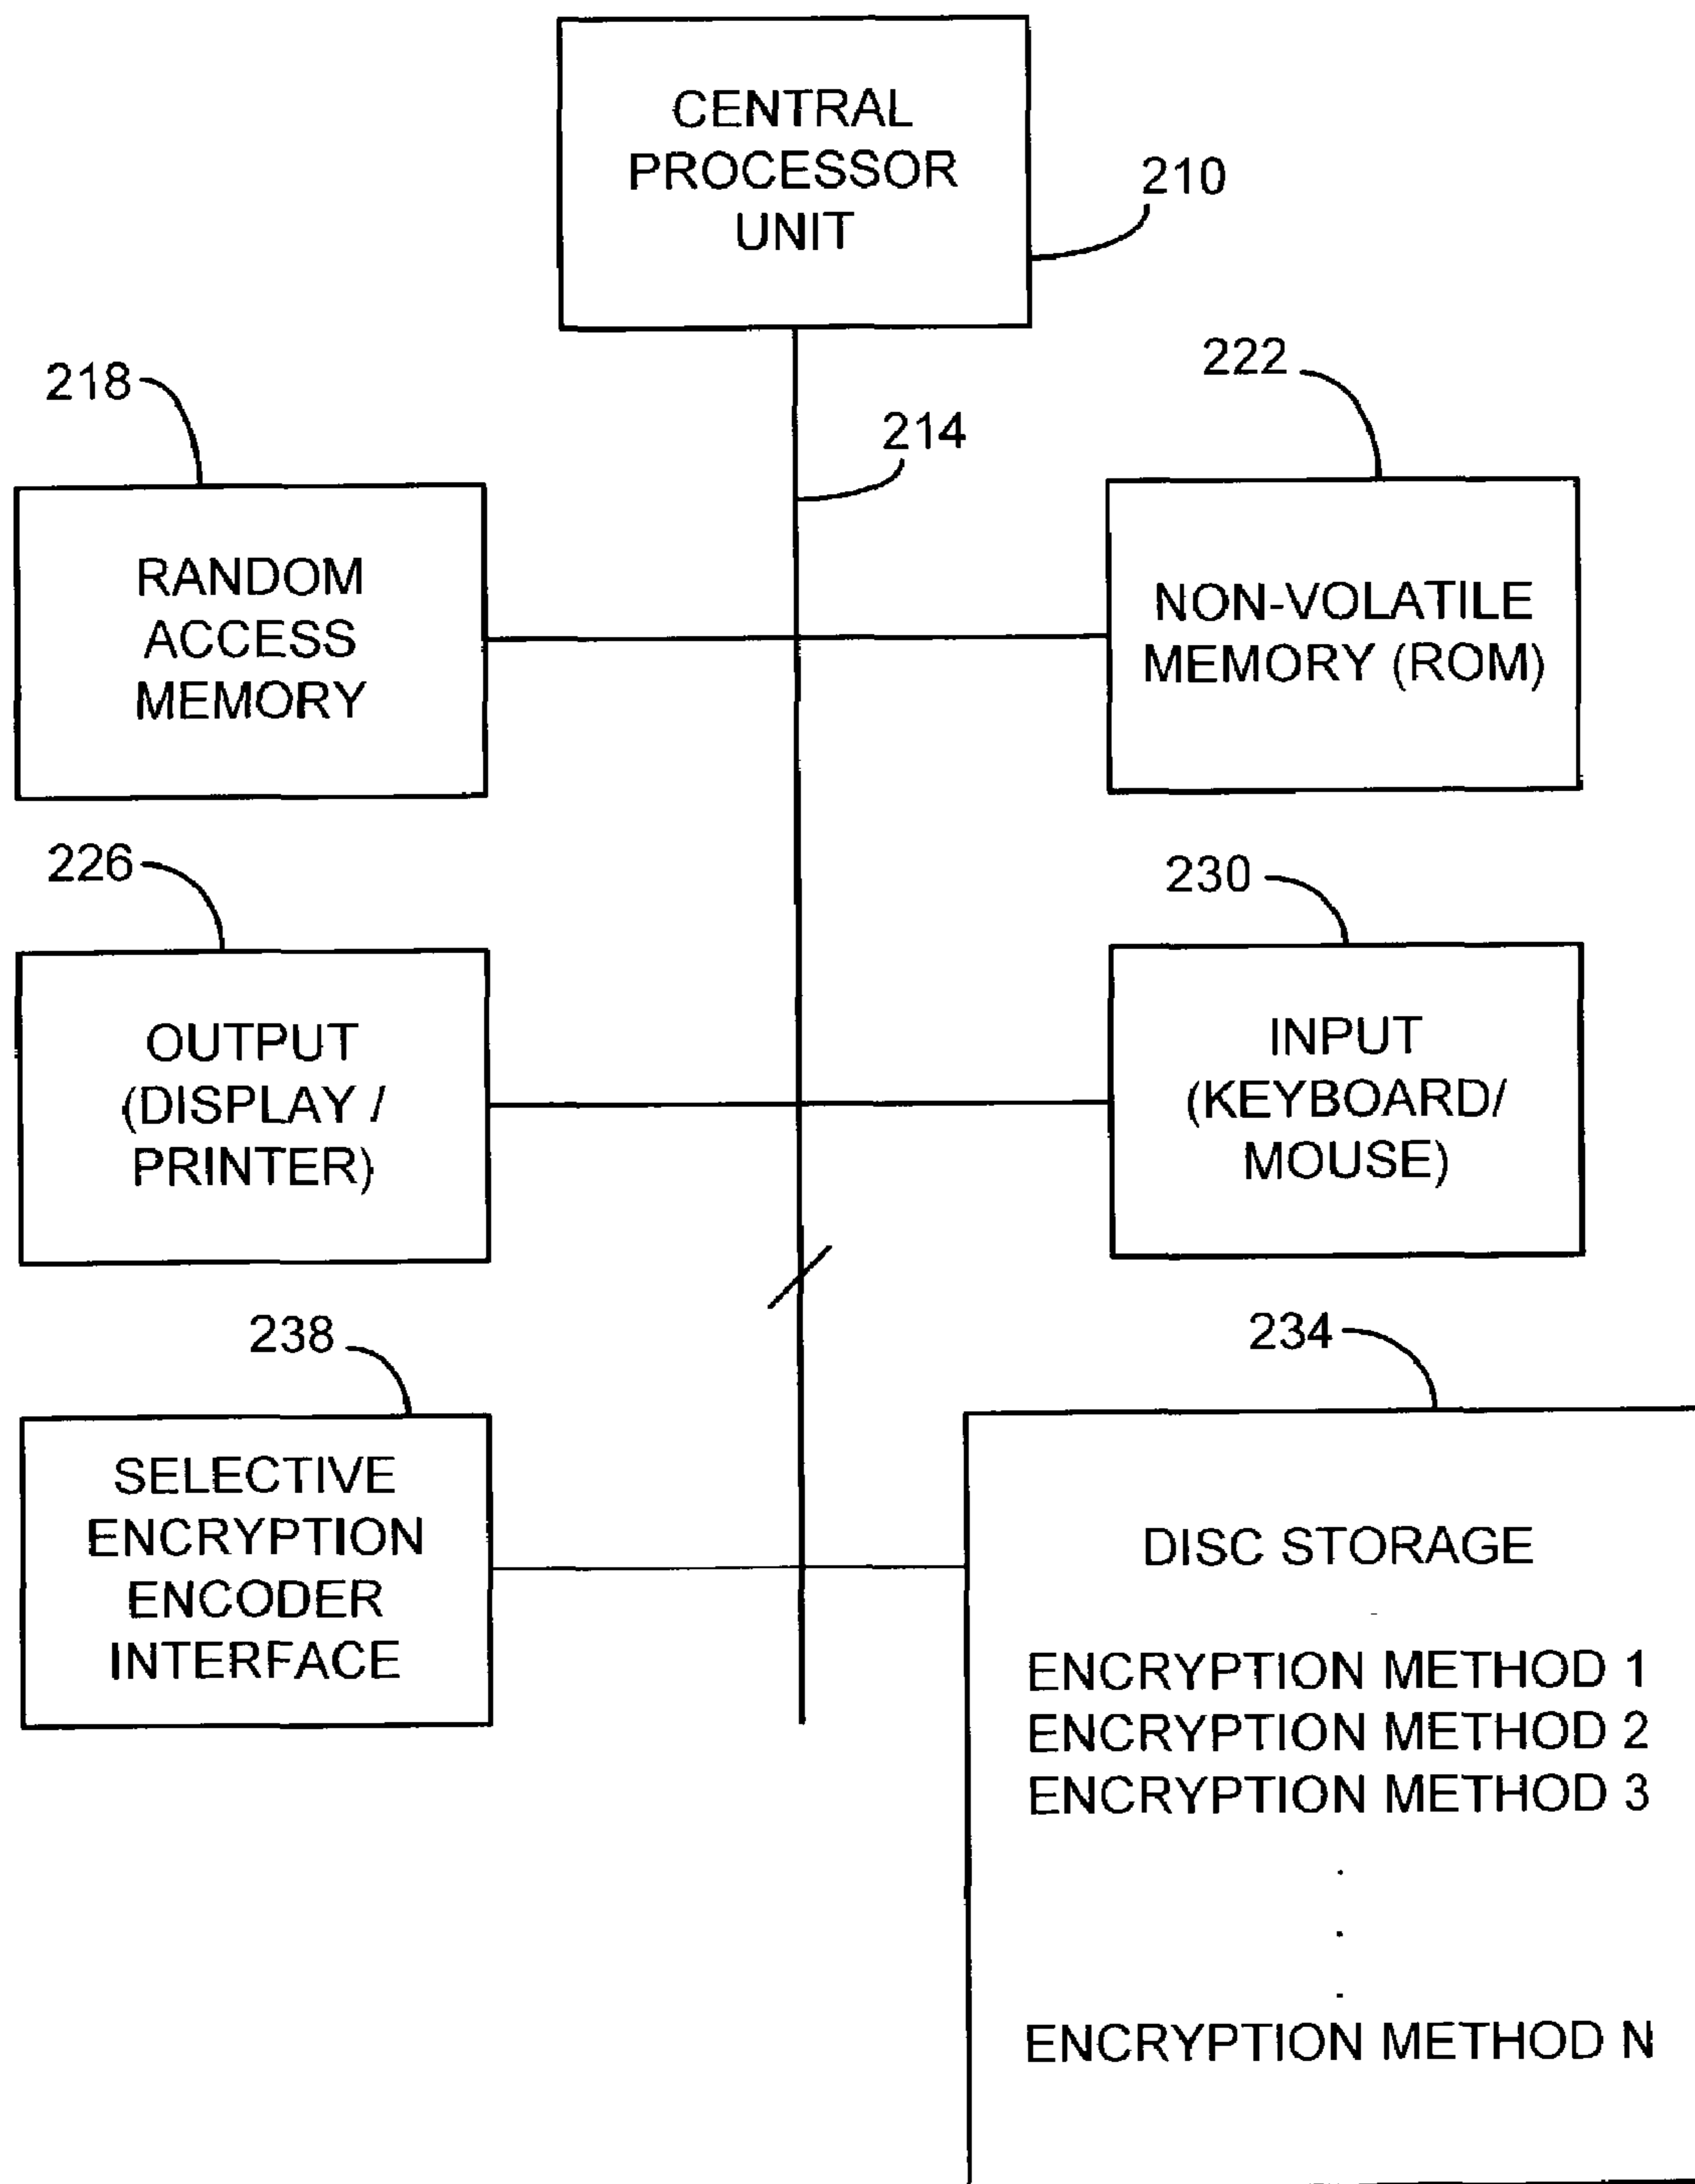 CENTRAL
PROCESSOR
UNIT
210
218
222
214
RANDOM
ACCESS
MEMORY
NON-VOLATILE
MEMORY (ROM)
226
230
OUTPUT
(DISPLAY /
PRINTER)
INPUT
(KEYBOARD/
MOUSE)
238
234
SELECTIVE
ENCRYPTION
ENCODER
INTERFACE
DISC STORAGE
ENCRYPTION METHOD 1
ENCRYPTION METHOD 2
ENCRYPTION METHOD 3
.
.
.
ENCRYPTION METHOD N